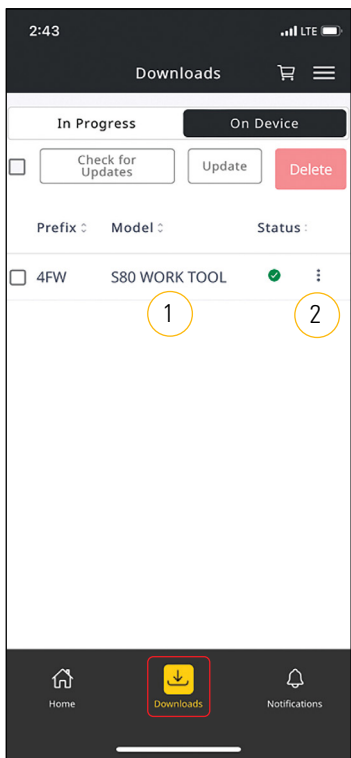 2:43
LTE
Downloads
In Progress
On Device
Check for
Updates
Update
Delete
Prefix
Model
Status
4FW
S80 WORK TOOL
1
2
Home
Downloads
Notifications